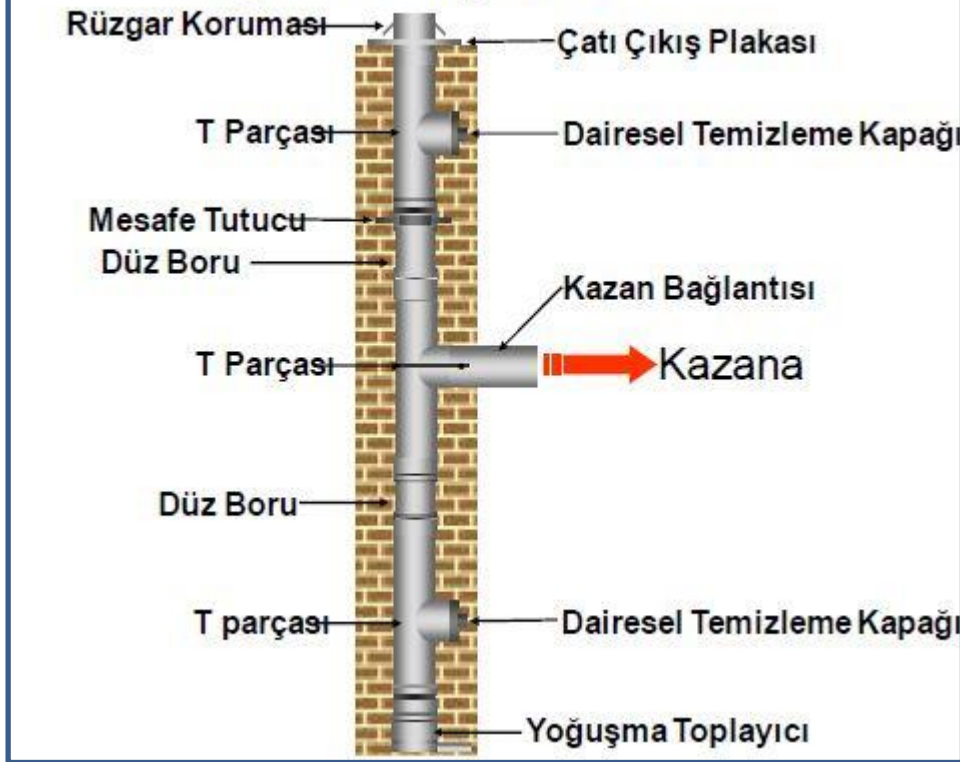 Rüzgar Koruması
Çatı Çıkış Plakası
T Parçası
Dairesel Temizleme Kapağı
Mesafe Tutucu
Düz Boru
Kazan Bağlantısı
T Parçası
Kazana
Düz Boru
T parçası
Dairesel Temizleme Kapağı
Yoğuşma Toplayıcı